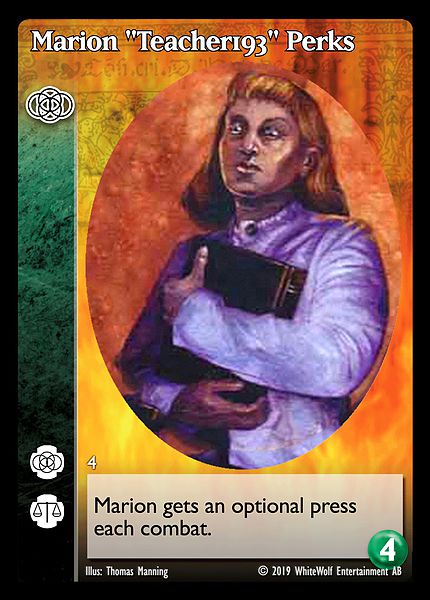 Marion "Teacher193" Perks
4
Marion gets an optional press
each combat.
4
Illus: Thomas Manning © 2019 WhiteWolf Entertainment AB